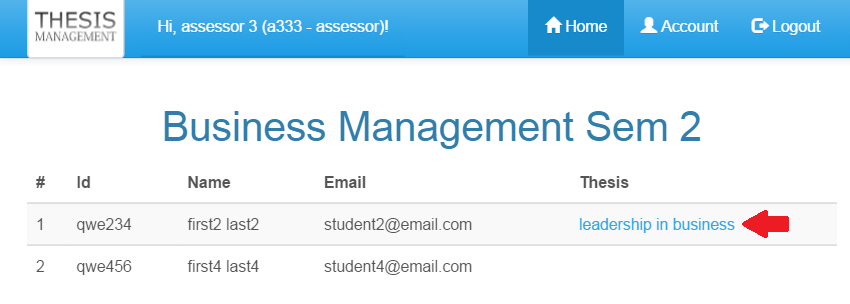 THESIS
MANAGEMENT
Hi, assessor 3 (a333 - assessor)!
Home
Account
Logout
Business Management Sem 2
# Id Name Email Thesis
1 qwe234 first2 last2 student2@email.com leadership in business
2 qwe456 first4 last4 student4@email.com